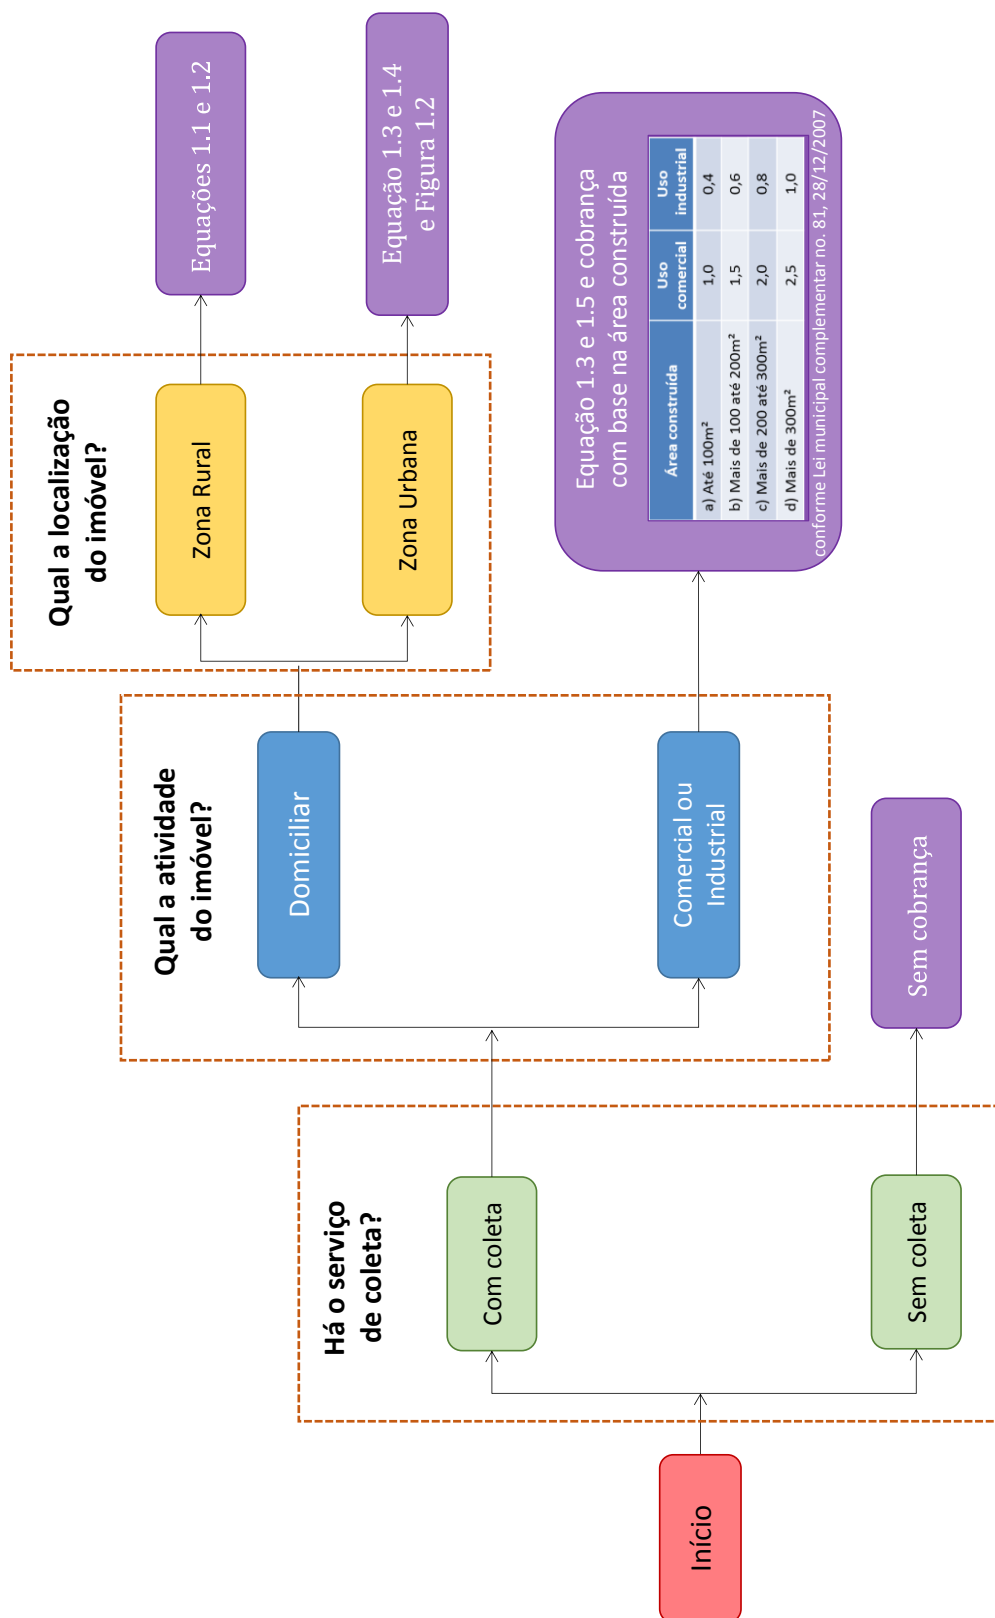 Início
Há o serviço
de coleta?
Com coleta
Sem coleta
Sem cobrança
Qual a atividade
do imóvel?
Domiciliar
Comercial ou
Industrial
Qual a localização
do imóvel?
Zona Rural
Zona Urbana
Equações 1.1 e 1.2
Equação 1.3 e 1.4
e Figura 1.2
Equação 1.3 e 1.5 e cobrança
com base na área construída
Área construída Uso comercial Uso industrial
a) Até 100m² 1,0 0,4
b) Mais de 100 até 200m² 1,5 0,6
c) Mais de 200 até 300m² 2,0 0,8
d) Mais de 300m² 2,5 1,0
conforme Lei municipal complementar no. 81, 28/12/2007